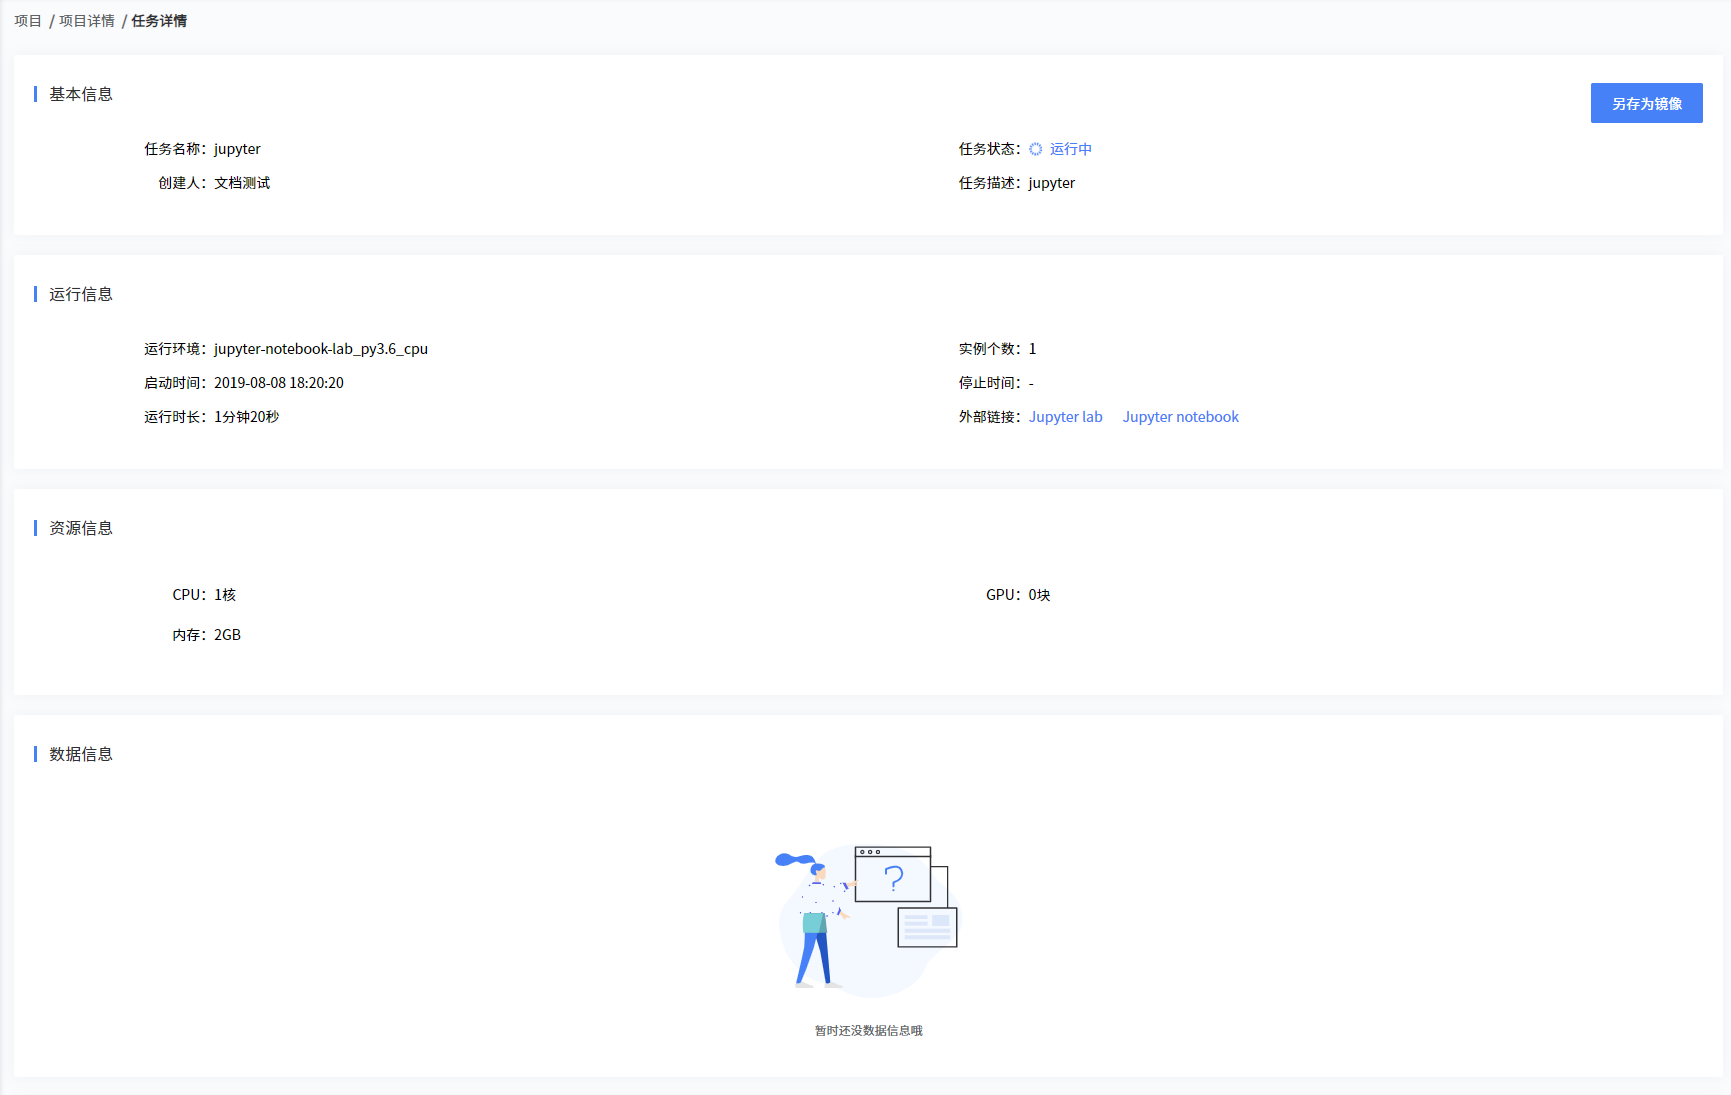 项目 / 项目详情 / 任务详情
基本信息
另存为镜像
任务名称：jupyter
任务状态：运行中
创建人：文档测试
任务描述：jupyter
运行信息
运行环境：jupyter-notebook-lab_py3.6_cpu
实例个数：1
启动时间：2019-08-08 18:20:20
停止时间：-
运行时长：1分钟20秒
外部链接：Jupyter lab Jupyter notebook
资源信息
CPU：1核
GPU：0块
内存：2GB
数据信息
?
暂时还没数据信息哦